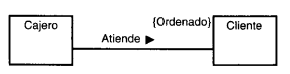 Cajero
{Ordenado}
Cliente
Atiende ►